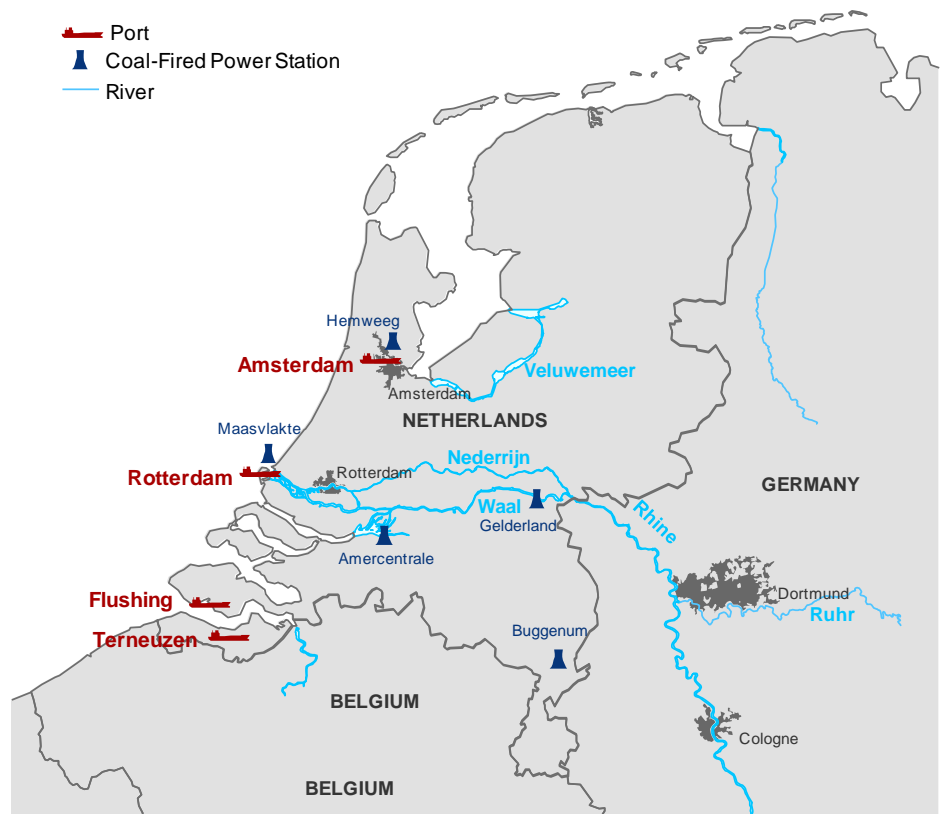 Port
Coal-Fired Power Station
River
Hemweeg
Amsterdam
Veluwemeer
Amsterdam
NETHERLANDS
Maasvlakte
Nederrijn
Rotterdam
Rotterdam
GERMANY
Waal
Rhine
Gelderland
Amercentrale
Dortmund
Flushing
Ruhr
Buggenum
Terneuzen
BELGIUM
Cologne
BELGIUM